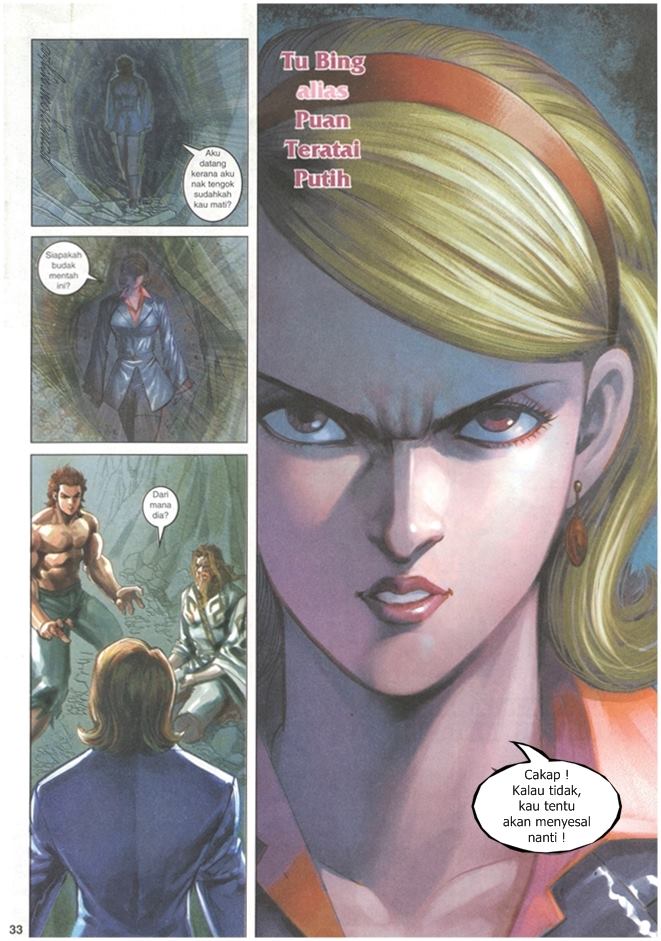 Aku
datang
kerana aku
nak tengok
sudahkah
kau mati?
Siapakah
budak
mentah
ini?
Dari
mana
dia?
Tu Bing
alias
Puan
Teratai
Putih
Cakap !
Kalau tidak,
kau tentu
akan menyesal
nanti !
33